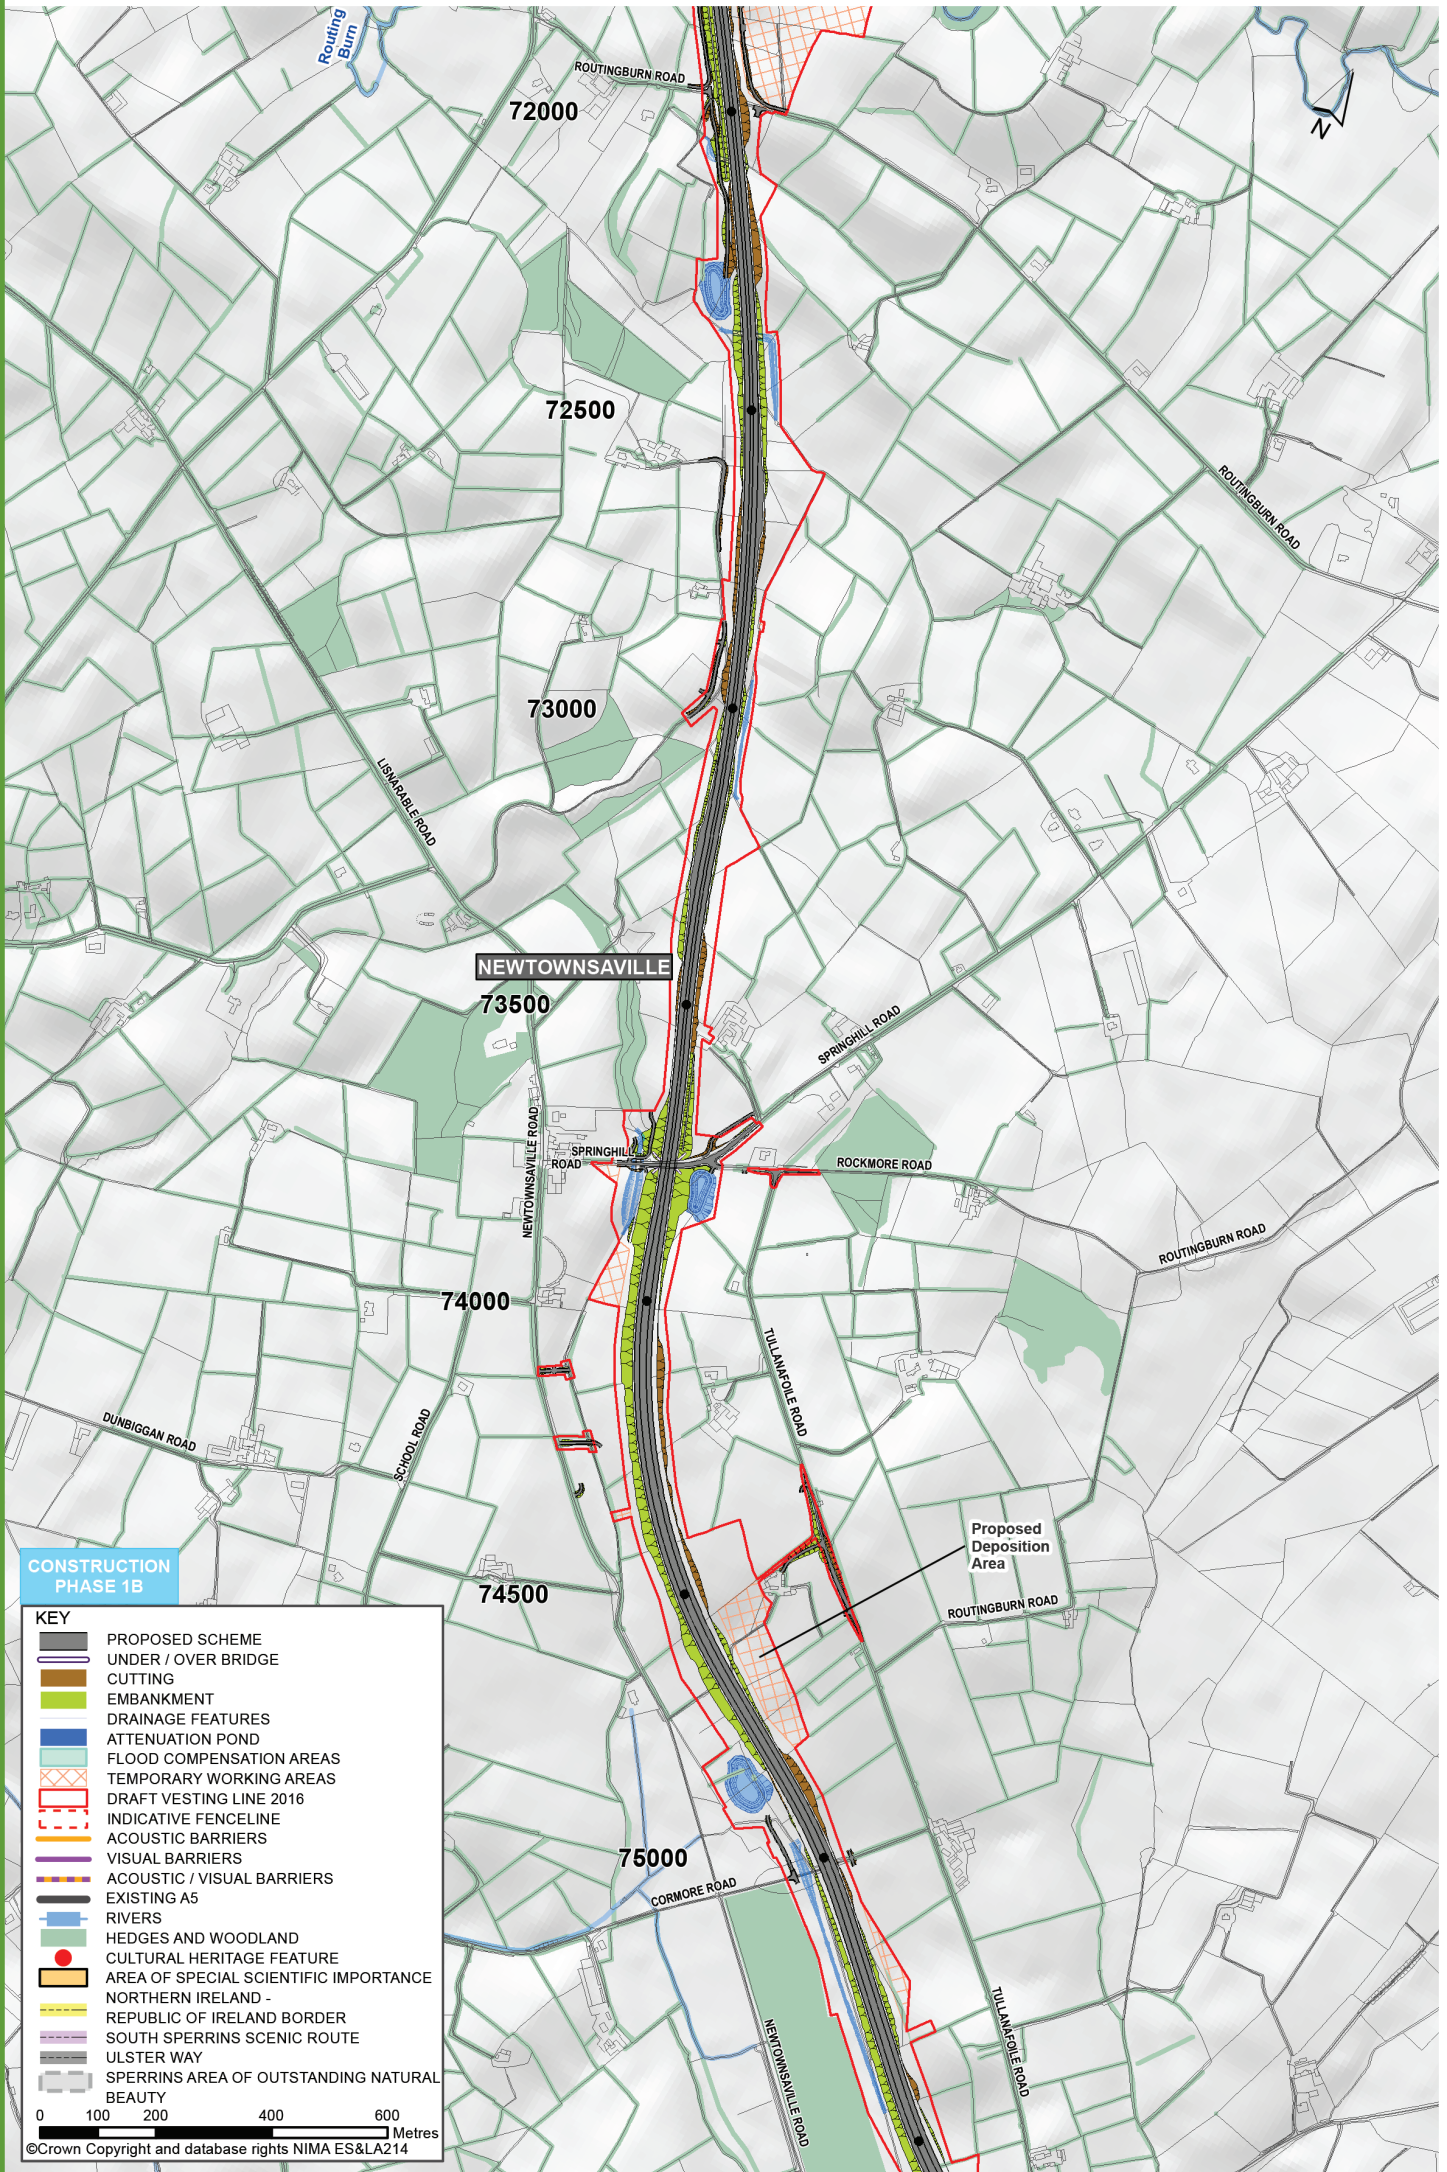 Routing
Burn
ROUTINGBURN ROAD
72000
N
72500
ROUTINGBURN ROAD
73000
LISNARABLE ROAD
NEWTOWNSAVILLE
73500
SPRINGHILL ROAD
NEWTOWNSAVILLE ROAD
SPRINGHILL
ROAD
ROCKMORE ROAD
ROUTINGBURN ROAD
74000
TULLANAFOILE ROAD
DUNBIGGAN ROAD
SCHOOL ROAD
Proposed
Deposition
Area
74500
ROUTINGBURN ROAD
75000
CORMORE ROAD
NEWTOWNSAVILLE ROAD
TULLANAFOILE ROAD
CONSTRUCTION
PHASE 1B
KEY
PROPOSED SCHEME
UNDER / OVER BRIDGE
CUTTING
EMBANKMENT
DRAINAGE FEATURES
ATTENUATION POND
FLOOD COMPENSATION AREAS
TEMPORARY WORKING AREAS
DRAFT VESTING LINE 2016
INDICATIVE FENCELINE
ACOUSTIC BARRIERS
VISUAL BARRIERS
ACOUSTIC / VISUAL BARRIERS
EXISTING A5
RIVERS
HEDGES AND WOODLAND
CULTURAL HERITAGE FEATURE
AREA OF SPECIAL SCIENTIFIC IMPORTANCE
NORTHERN IRELAND -
REPUBLIC OF IRELAND BORDER
SOUTH SPERRINS SCENIC ROUTE
ULSTER WAY
SPERRINS AREA OF OUTSTANDING NATURAL
BEAUTY
0 100 200 400 600
Metres
©Crown Copyright and database rights NIMA ES&LA214